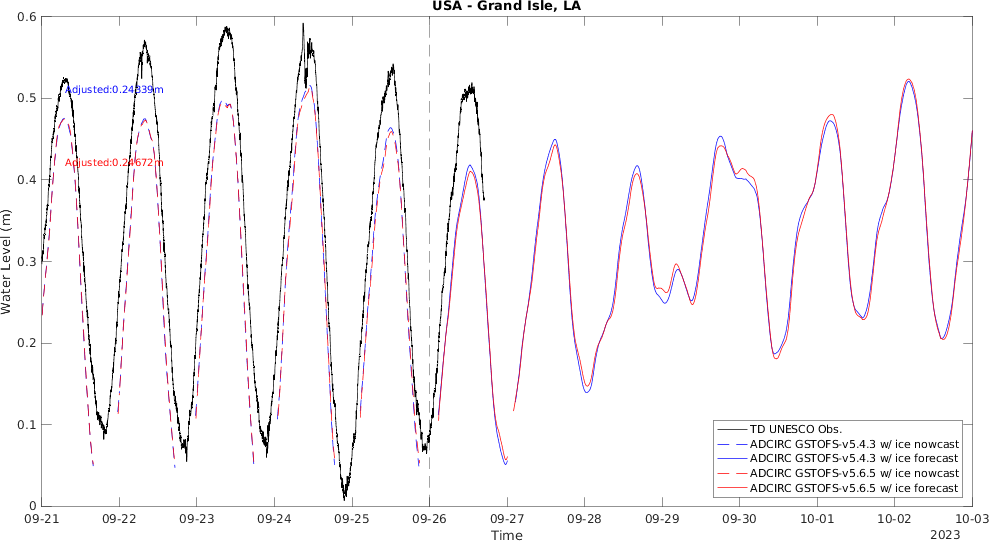 USA - Grand Isle, LA
0.6
0.5
0.4
0.3
0.2
0.1
0
Water Level (m)
Adjusted:0.24339m
Adjusted:0.24672m
TD UNESCO Obs.
ADCIRC GSTOFS-v5.4.3 w/ ice nowcast
ADCIRC GSTOFS-v5.4.3 w/ ice forecast
ADCIRC GSTOFS-v5.6.5 w/ ice nowcast
ADCIRC GSTOFS-v5.6.5 w/ ice forecast
09-21 09-22 09-23 09-24 09-25 09-26 09-27 09-28 09-29 09-30 10-01 10-02 10-03
Time
2023